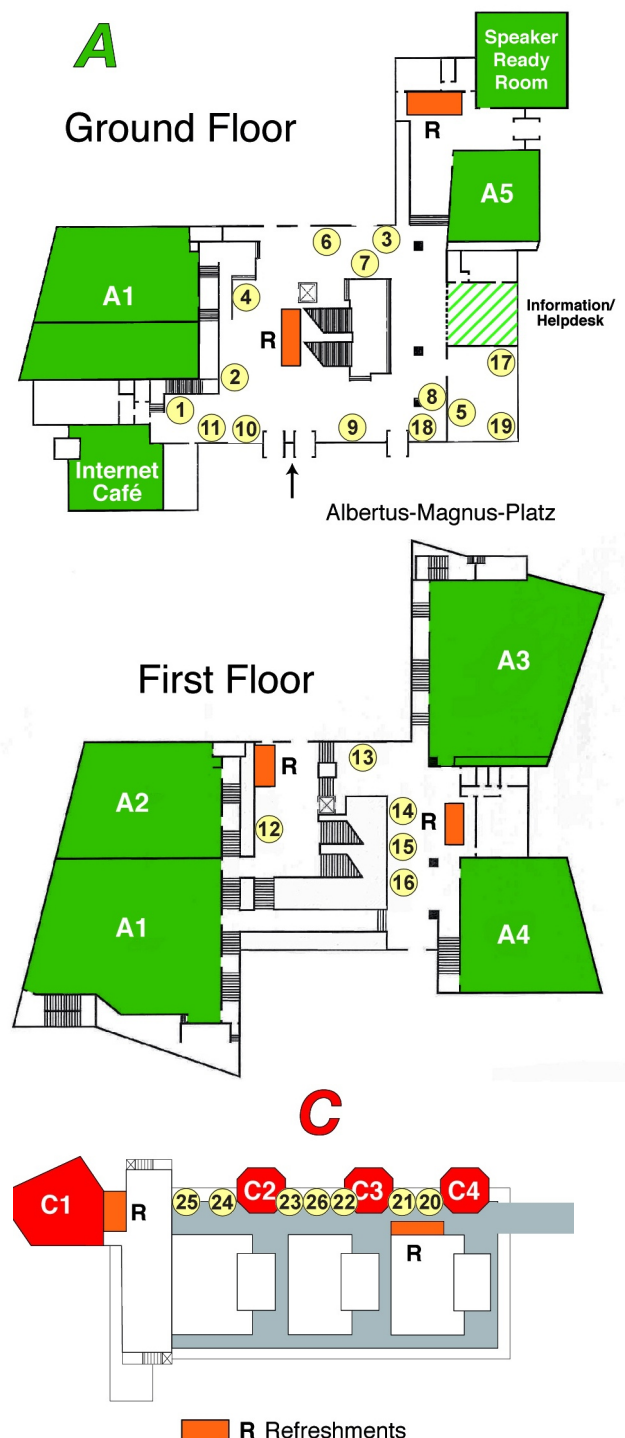 A
Speaker
Ready
Room
Ground Floor
R
A5
6
3
7
A1
4
Information/
Helpdesk
R
17
2
8
1
5
11
10
9
18
19
Internet
Café
Albertus-Magnus-Platz
A3
First Floor
R
13
A2
14
12
R
15
16
A1
A4
C
C1
R
25
24
C2
23
26
22
C3
21
20
C4
R
R Refreshments